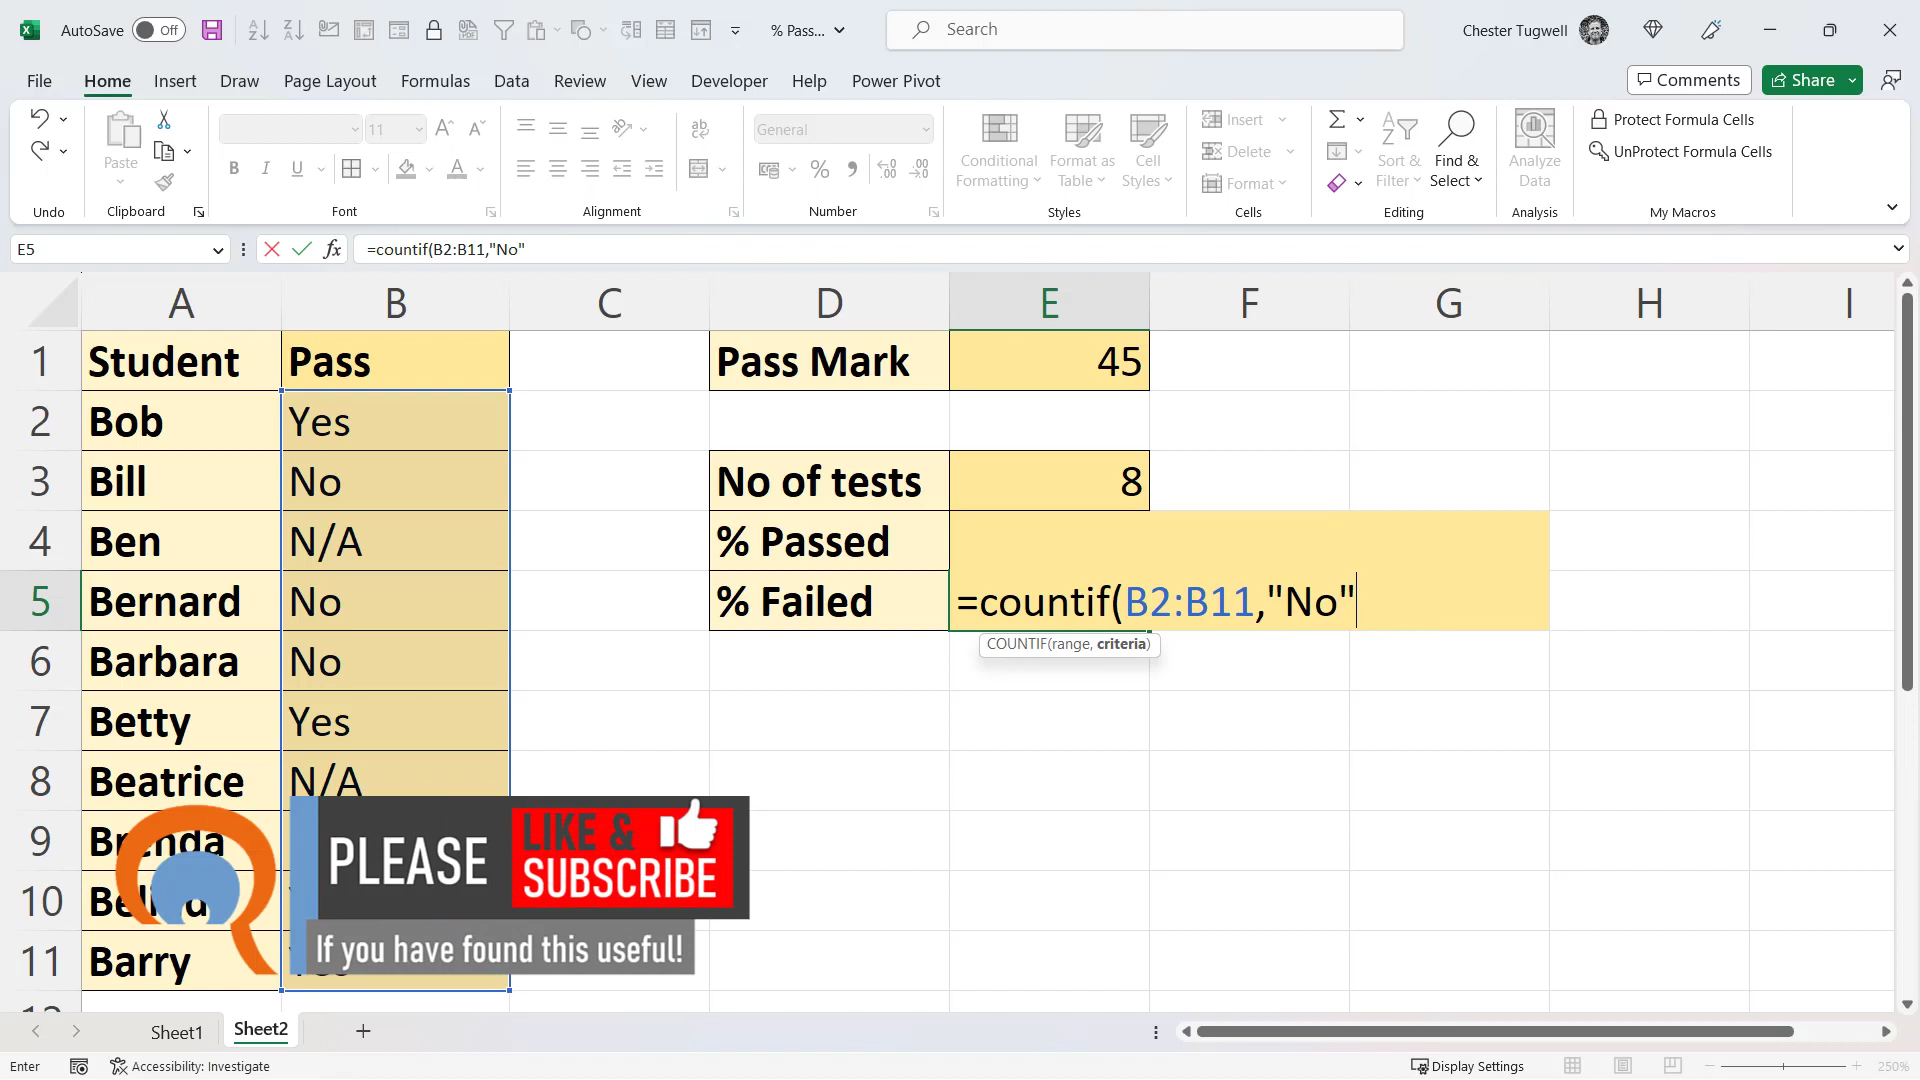 AutoSave Off % Pass... Search Chester Tugwell
File Home Insert Draw Page Layout Formulas Data Review View Developer Help Power Pivot Comments Share
Paste 11 General Conditional Formatting Format as Table Cell Styles Insert Delete Format Sort & Filter Find & Select Analyze Data Protect Formula Cells UnProtect Formula Cells
Undo Clipboard Font Alignment Number Styles Cells Editing Analysis My Macros
E5 fx =countif(B2:B11,"No"
A B C D E F G H I
1 Student Pass Pass Mark 45
2 Bob Yes
3 Bill No No of tests 8
4 Ben N/A % Passed
5 Bernard No % Failed =countif(B2:B11,"No"
COUNTIF(range, criteria)
6 Barbara No
7 Betty Yes
8 Beatrice N/A
9
10
11 Barry
PLEASE LIKE & SUBSCRIBE
If you have found this useful!
Sheet1 Sheet2
Enter Accessibility: Investigate Display Settings 250%